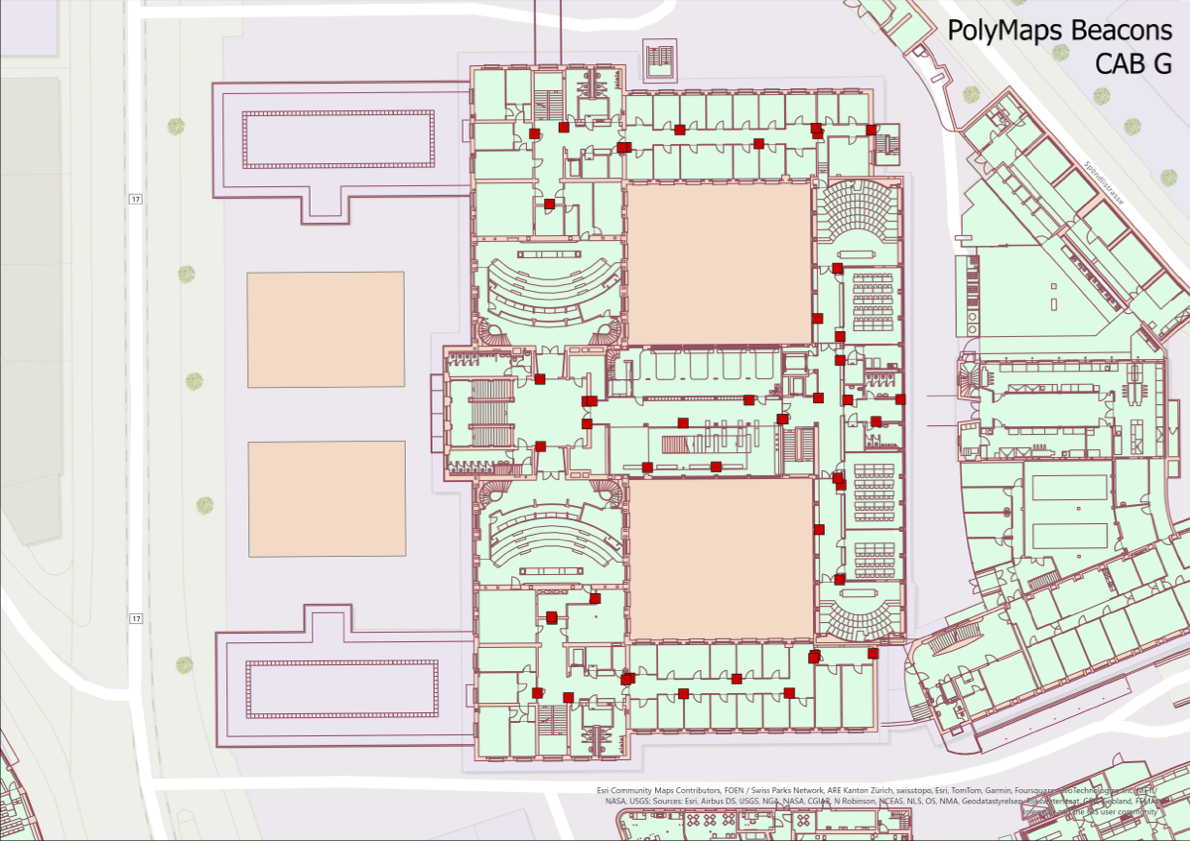 PolyMaps Beacons
CAB G
Spöndlistrasse
17
17
Esri Community Maps Contributors, FOEN / Swiss Parks Network, ARE Kanton Zürich, swisstopo, Esri, TomTom, Garmin, Foursquare, GeoTechnologies, Inc, METI/
NASA, USGS; Sources: Esri, Airbus DS, USGS, NGA, NASA, CGIAR, N Robinson, NCEAS, NLS, OS, NMA, Geodatastyrelsen, Rijkswaterstaat, GSA, Geoland, FEMA,
and the GIS user community